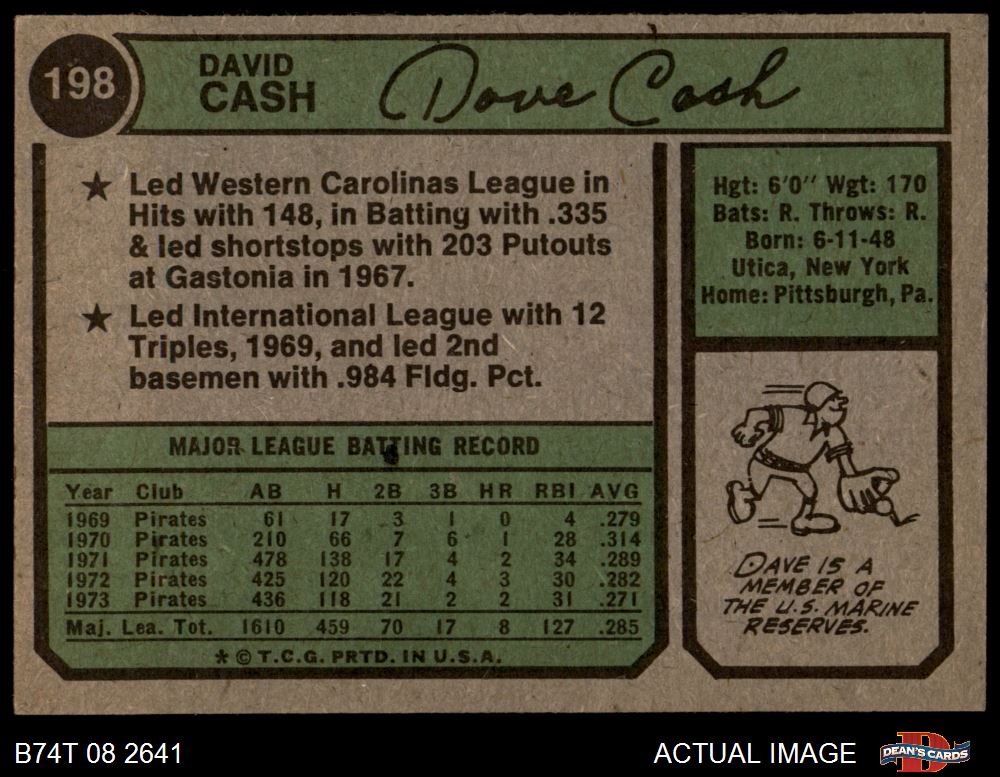 198
DAVID
CASH
Dave Cash
★ Led Western Carolinas League in
Hits with 148, in Batting with .335
& led shortstops with 203 Putouts
at Gastonia in 1967.
★ Led International League with 12
Triples, 1969, and led 2nd
basemen with .984 Fldg. Pct.
Hgt: 6'0" Wgt: 170
Bats: R. Throws: R.
Born: 6-11-48
Utica, New York
Home: Pittsburgh, Pa.
MAJOR LEAGUE BATTING RECORD
Year Club AB H 2B 3B HR RBI AVG
1969 Pirates 61 17 3 1 0 4 .279
1970 Pirates 210 66 7 6 1 28 .314
1971 Pirates 478 138 17 4 2 34 .289
1972 Pirates 425 120 22 4 3 30 .282
1973 Pirates 436 118 21 2 2 31 .271
Maj. Lea. Tot. 1610 459 70 17 8 127 .285
* © T.C.G. PRTD. IN U.S.A.
DAVE IS A
MEMBER OF
THE U.S. MARINE
RESERVES.
B74T 08 2641
ACTUAL IMAGE
DEAN'S CARDS